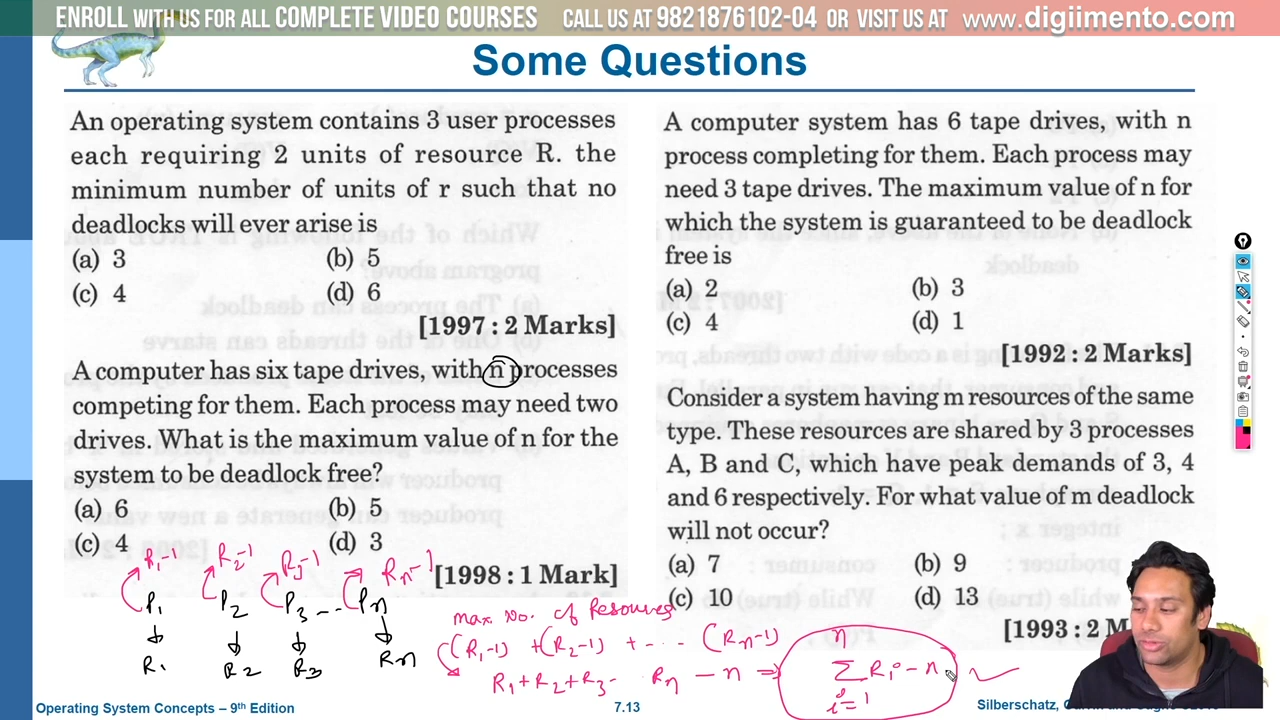 ENROLL WITH US FOR ALL COMPLETE VIDEO COURSES CALL US AT 9821876102-04 OR VISIT US AT www.digiimento.com
Some Questions
An operating system contains 3 user processes
each requiring 2 units of resource R. the
minimum number of units of r such that no
deadlocks will ever arise is
(a) 3 (b) 5
(c) 4 (d) 6
[1997 : 2 Marks]
A computer has six tape drives, with n processes
competing for them. Each process may need two
drives. What is the maximum value of n for the
system to be deadlock free?
(a) 6 (b) 5
(c) 4 (d) 3
[1998 : 1 Mark]
A computer system has 6 tape drives, with n
process completing for them. Each process may
need 3 tape drives. The maximum value of n for
which the system is guaranteed to be deadlock
free is
(a) 2 (b) 3
(c) 4 (d) 1
[1992 : 2 Marks]
Consider a system having m resources of the same
type. These resources are shared by 3 processes
A, B and C, which have peak demands of 3, 4
and 6 respectively. For what value of m deadlock
will not occur?
(a) 7 (b) 9
(c) 10 (d) 13
[1993 : 2 M
R1-1 R2-1 R3-1 Rn-1
P1 P2 P3 ... Pn
R1 R2 R3 Rn
max No. of Resources
(R1-1) + (R2-1) + .... (Rn-1)
R1 + R2 + R3 - Rn - n ⇒ n ∑ i=1 Ri - n
Operating System Concepts – 9th Edition 7.13 Silberschatz,